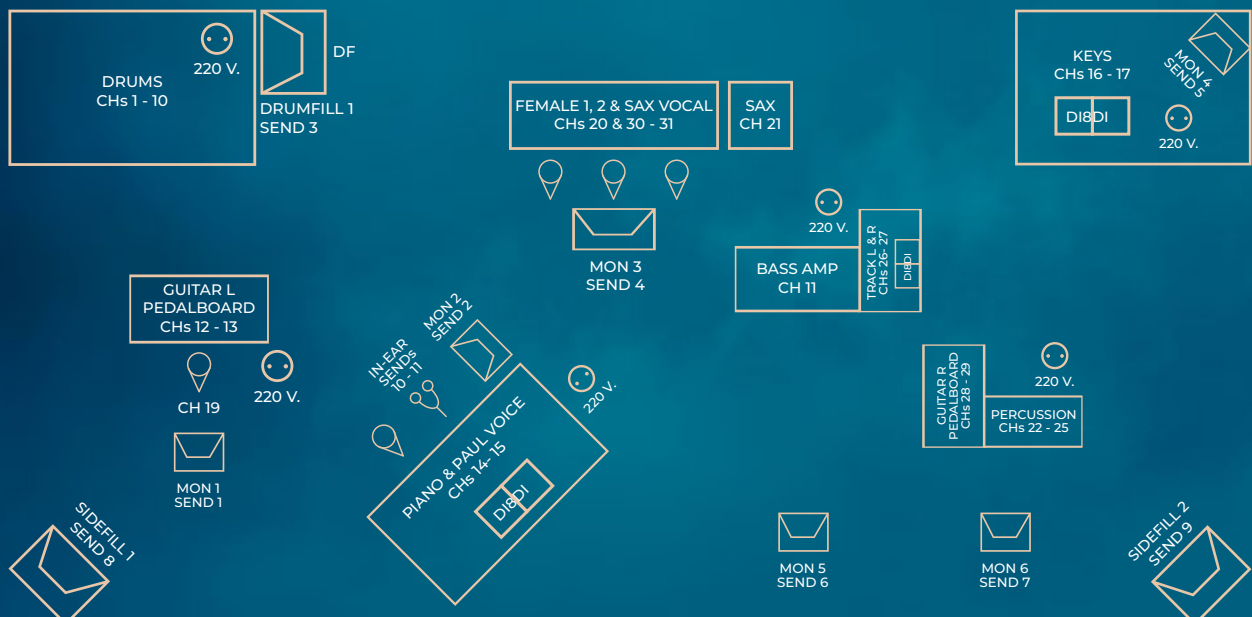 DRUMS
CHs 1 - 10
220 V.
DF
DRUMFILL 1
SEND 3
FEMALE 1, 2 & SAX VOCAL
CHs 20 & 30 - 31
SAX
CH 21
KEYS
CHs 16 - 17
DI8DI
220 V.
MON 4
SEND 5
MON 3
SEND 4
220 V.
BASS AMP
CH 11
TRACK L & R
CHs 26- 27
DI8DI
GUITAR L
PEDALBOARD
CHs 12 - 13
CH 19
220 V.
MON 1
SEND 1
IN-EAR
SENDs
10 - 11
MON 2
SEND 2
220 V.
PIANO & PAUL VOICE
CHs 14- 15
DI8DI
GUITAR R
PEDALBOARD
CHs 28 - 29
220 V.
PERCUSSION
CHs 22 - 25
SIDEFILL 1
SEND 8
MON 5
SEND 6
MON 6
SEND 7
SIDEFILL 2
SEND 9